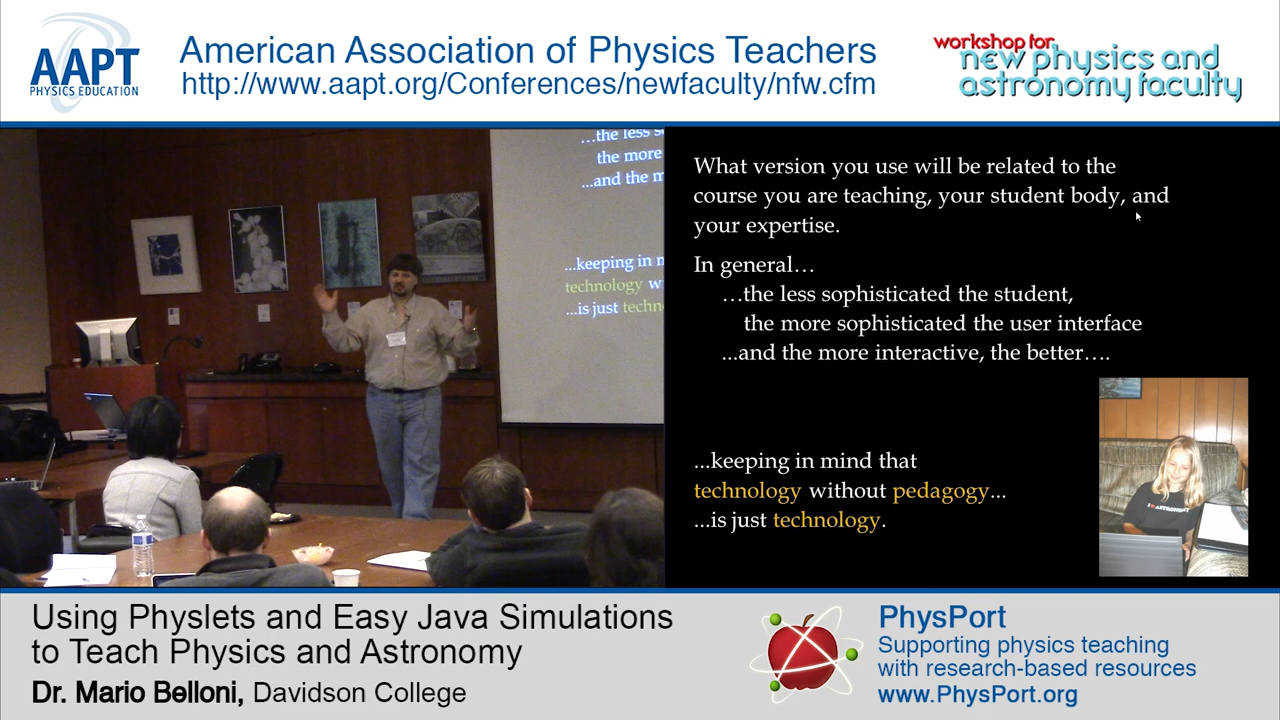 AAPT
PHYSICS EDUCATION
American Association of Physics Teachers
http://www.aapt.org/Conferences/newfaculty/nfw.cfm
workshop for
new physics and
astronomy faculty
...the less
the more
...and the
...keeping in
technology
...is just
What version you use will be related to the
course you are teaching, your student body, and
your expertise.
In general…
…the less sophisticated the student,
the more sophisticated the user interface
...and the more interactive, the better….
...keeping in mind that
technology without pedagogy...
...is just technology.
I ASTRONOMY
Using Physlets and Easy Java Simulations
to Teach Physics and Astronomy
Dr. Mario Belloni, Davidson College
PhysPort
Supporting physics teaching
with research-based resources
www.PhysPort.org